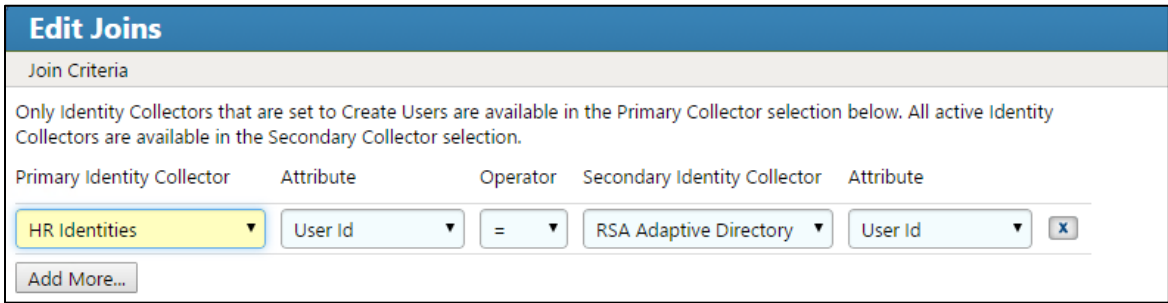 Edit Joins
Join Criteria
Only Identity Collectors that are set to Create Users are available in the Primary Collector selection below. All active Identity
Collectors are available in the Secondary Collector selection.
Primary Identity Collector Attribute Operator Secondary Identity Collector Attribute
HR Identities User Id = RSA Adaptive Directory User Id x
Add More...